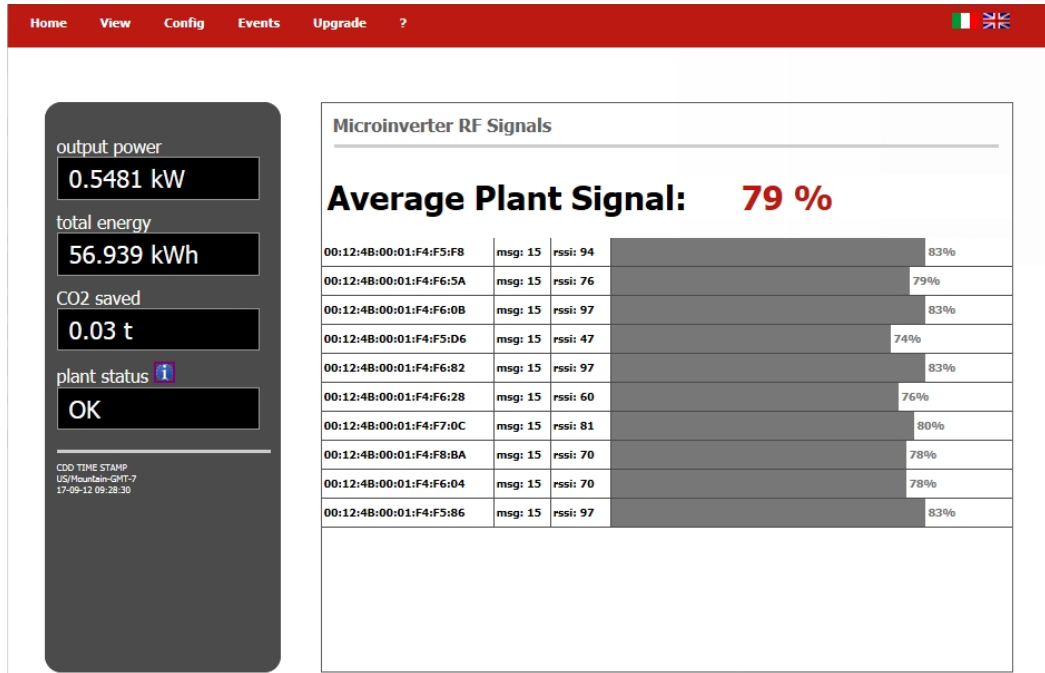 Home View Config Events Upgrade ?
output power
0.5481 kW
total energy
56.939 kWh
CO2 saved
0.03 t
plant status
OK
CDD TIME STAMP
US/Mountain-GMT-7
17-09-12 09:28:30
Microinverter RF Signals
Average Plant Signal: 79 %
00:12:4B:00:01:F4:F5:F8 msg: 15 rssi: 94 83%
00:12:4B:00:01:F4:F6:5A msg: 15 rssi: 76 79%
00:12:4B:00:01:F4:F6:0B msg: 15 rssi: 97 83%
00:12:4B:00:01:F4:F5:D6 msg: 15 rssi: 47 74%
00:12:4B:00:01:F4:F6:82 msg: 15 rssi: 97 83%
00:12:4B:00:01:F4:F6:28 msg: 15 rssi: 60 76%
00:12:4B:00:01:F4:F7:0C msg: 15 rssi: 81 80%
00:12:4B:00:01:F4:F8:BA msg: 15 rssi: 70 78%
00:12:4B:00:01:F4:F6:04 msg: 15 rssi: 70 78%
00:12:4B:00:01:F4:F5:86 msg: 15 rssi: 97 83%